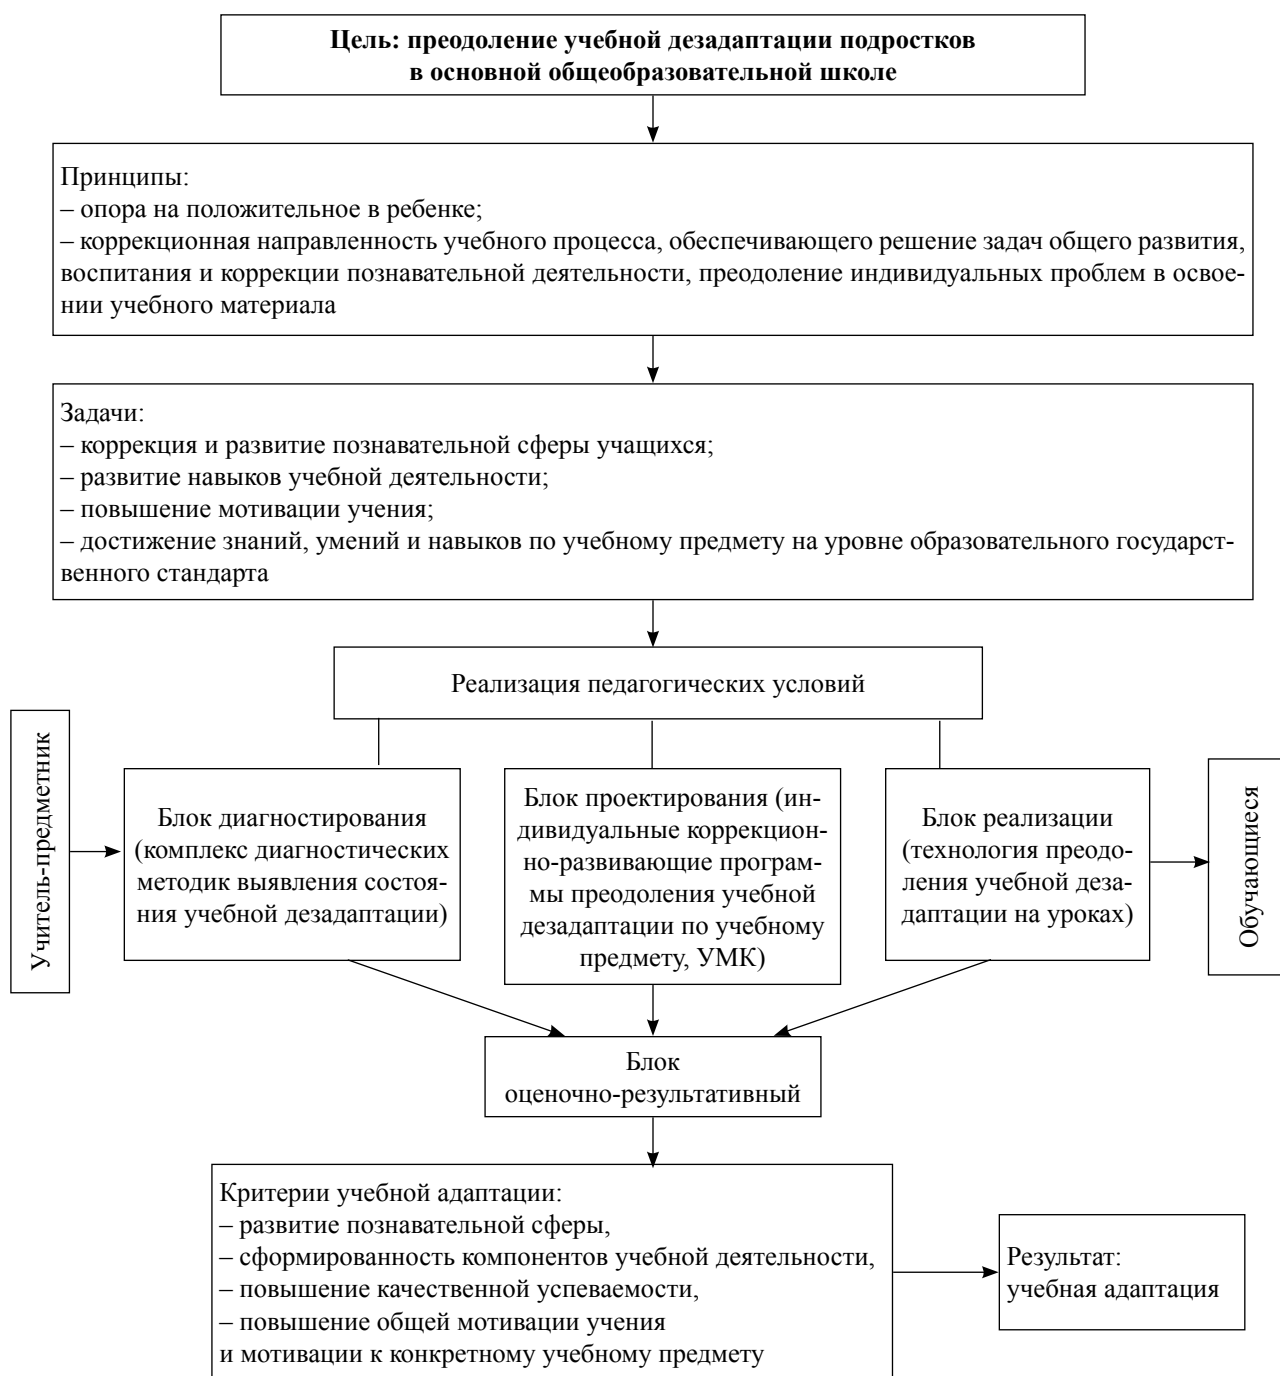 Цель: преодоление учебной дезадаптации подростков
в основной общеобразовательной школе
Принципы:
– опора на положительное в ребенке;
– коррекционная направленность учебного процесса, обеспечивающего решение задач общего развития,
воспитания и коррекции познавательной деятельности, преодоление индивидуальных проблем в освое-
нии учебного материала
Задачи:
– коррекция и развитие познавательной сферы учащихся;
– развитие навыков учебной деятельности;
– повышение мотивации учения;
– достижение знаний, умений и навыков по учебному предмету на уровне образовательного государст-
венного стандарта
Реализация педагогических условий
Учитель-предметник
Блок диагностирования
(комплекс диагностических
методик выявления состоя-
ния учебной дезадаптации)
Блок проектирования (ин-
дивидуальные коррекцион-
но-развивающие програм-
мы преодоления учебной
дезадаптации по учебному
предмету, УМК)
Блок реализации
(технология преодо-
ления учебной деза-
даптации на уроках)
Обучающиеся
Блок
оценочно-результативный
Критерии учебной адаптации:
– развитие познавательной сферы,
– сформированность компонентов учебной деятельности,
– повышение качественной успеваемости,
– повышение общей мотивации учения
и мотивации к конкретному учебному предмету
Результат:
учебная адаптация